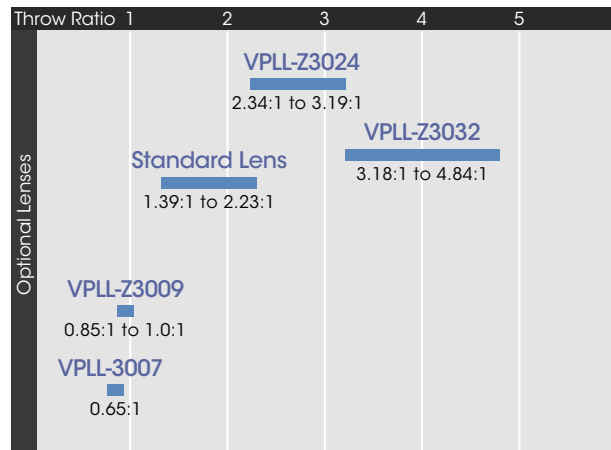 Throw Ratio 1 2 3 4 5
VPLL-Z3024
2.34:1 to 3.19:1
VPLL-Z3032
3.18:1 to 4.84:1
Standard Lens
1.39:1 to 2.23:1
Optional Lenses
VPLL-Z3009
0.85:1 to 1.0:1
VPLL-3007
0.65:1